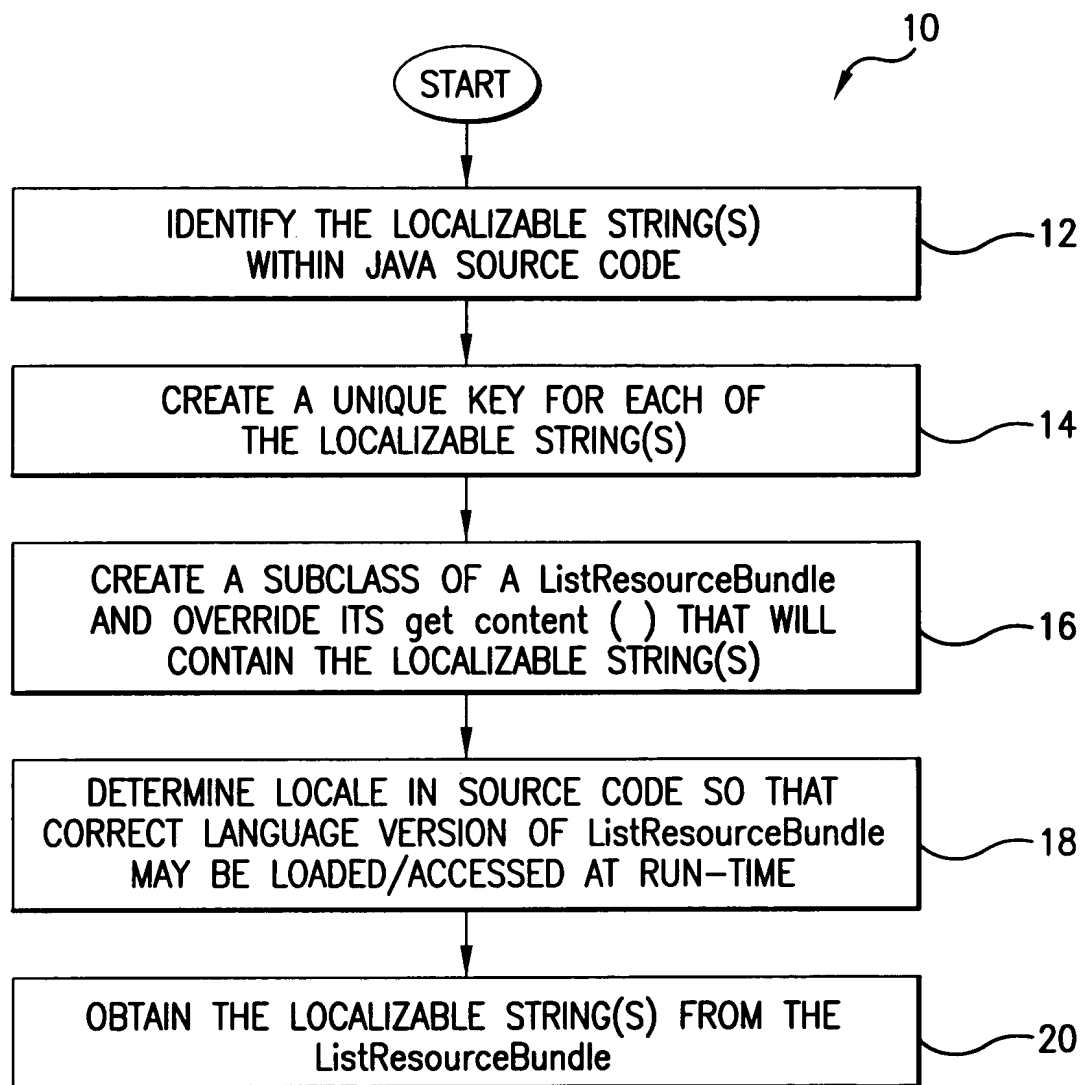 10
START
IDENTIFY THE LOCALIZABLE STRING(S)
WITHIN JAVA SOURCE CODE
12
CREATE A UNIQUE KEY FOR EACH OF
THE LOCALIZABLE STRING(S)
14
CREATE A SUBCLASS OF A ListResourceBundle
AND OVERRIDE ITS get content ( ) THAT WILL
CONTAIN THE LOCALIZABLE STRING(S)
16
DETERMINE LOCALE IN SOURCE CODE SO THAT
CORRECT LANGUAGE VERSION OF ListResourceBundle
MAY BE LOADED/ACCESSED AT RUN-TIME
18
OBTAIN THE LOCALIZABLE STRING(S) FROM THE
ListResourceBundle
20